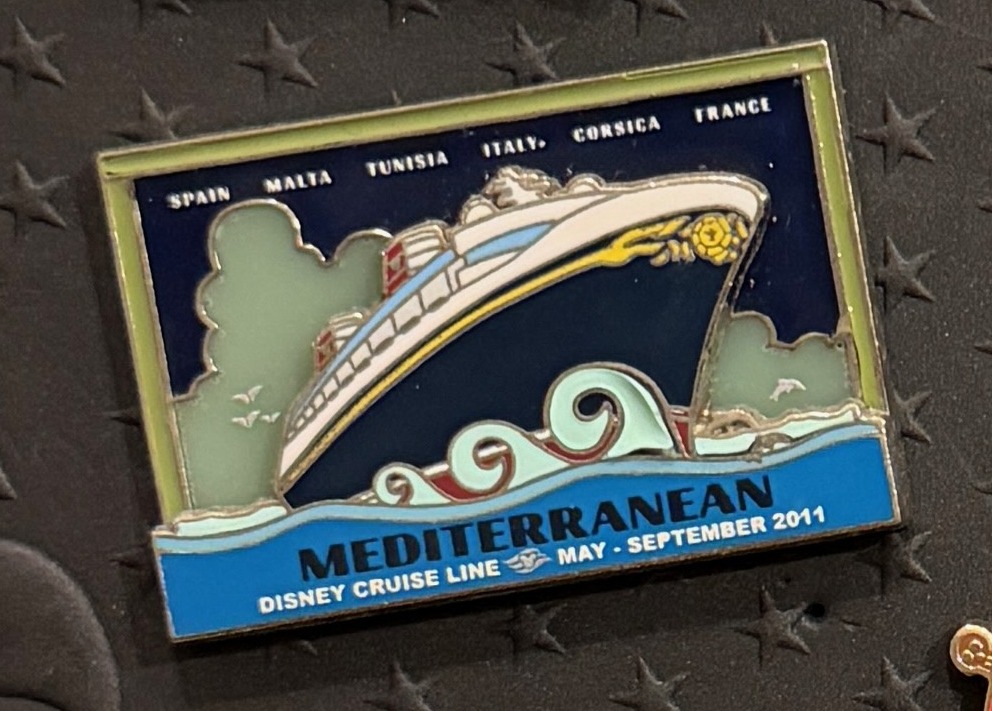 SPAIN MALTA TUNISIA ITALY. CORSICA FRANCE
MEDITERRANEAN
DISNEY CRUISE LINE MAY - SEPTEMBER 2011